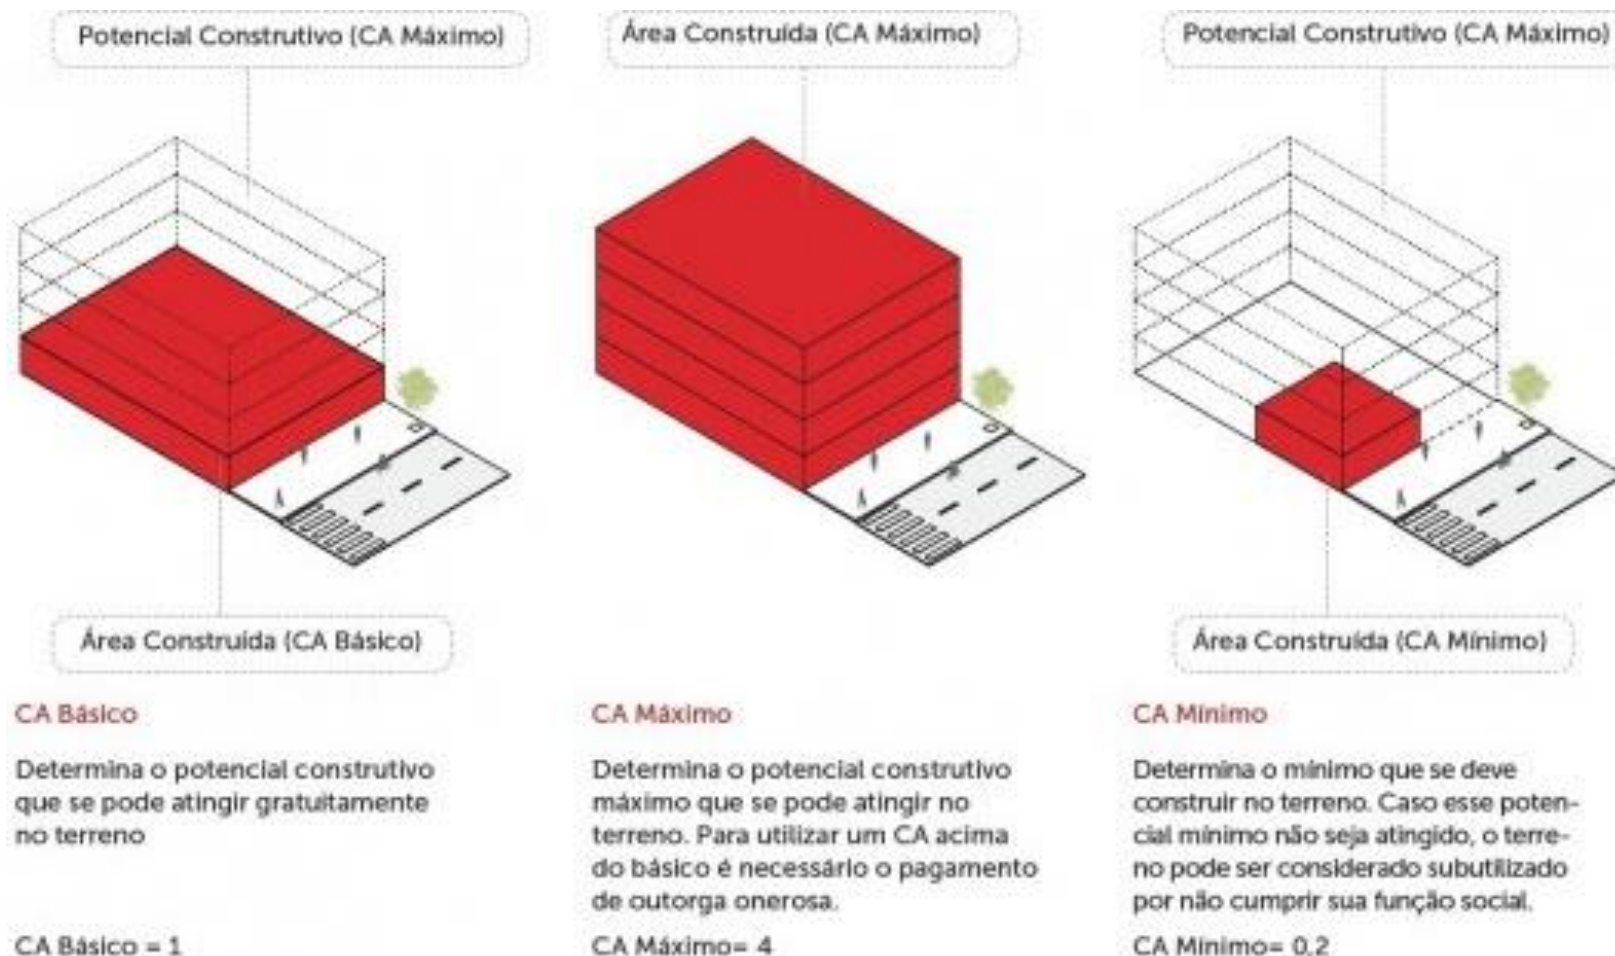 Potencial Construtivo (CA Máximo)
Área Construída (CA Máximo)
Potencial Construtivo (CA Máximo)
Área Construída (CA Básico)
Área Construída (CA Mínimo)
CA Básico
Determina o potencial construtivo
que se pode atingir gratuitamente
no terreno
CA Básico = 1
CA Máximo
Determina o potencial construtivo
máximo que se pode atingir no
terreno. Para utilizar um CA acima
do básico é necessário o pagamento
de outorga onerosa.
CA Máximo= 4
CA Mínimo
Determina o mínimo que se deve
construir no terreno. Caso esse poten-
cial mínimo não seja atingido, o terre-
no pode ser considerado subutilizado
por não cumprir sua função social.
CA Mínimo= 0,2